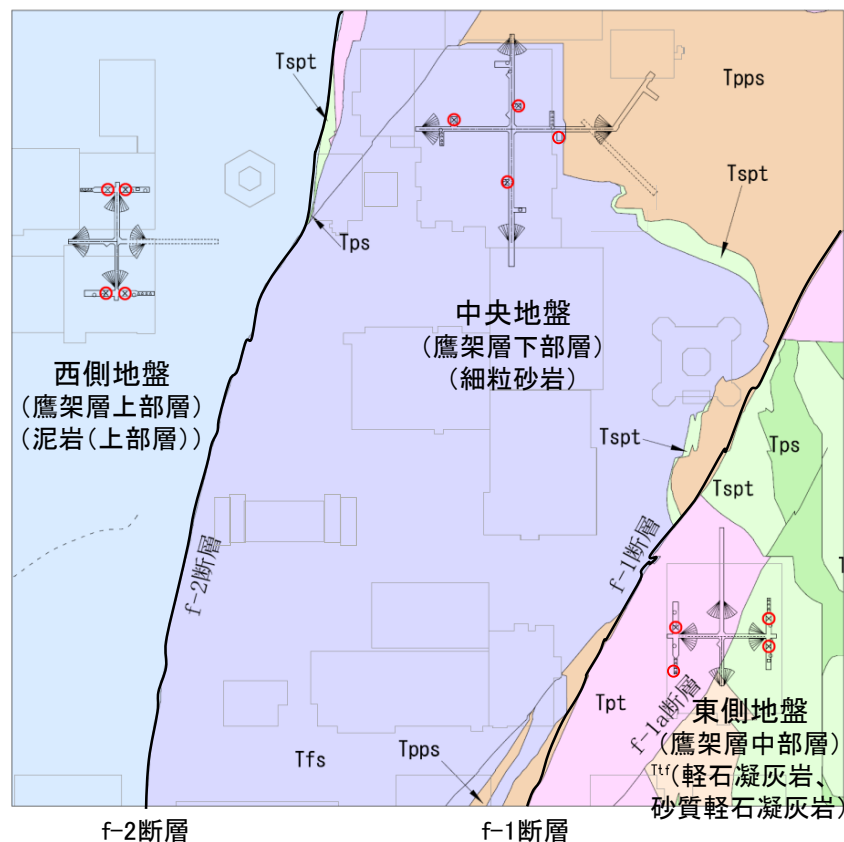 Tspt
Tpps
Tspt
Tps
中央地盤
(鷹架層下部層)
(細粒砂岩)
西側地盤
(鷹架層上部層)
(泥岩(上部層))
Tspt
Tps
Tspt
f-1断層
f-2断層
Tpt
f-1a断層
東側地盤
(鷹架層中部層)
Ttf(軽石凝灰岩、
砂質軽石凝灰岩)
Tpps
Tfs
f-2断層
f-1断層